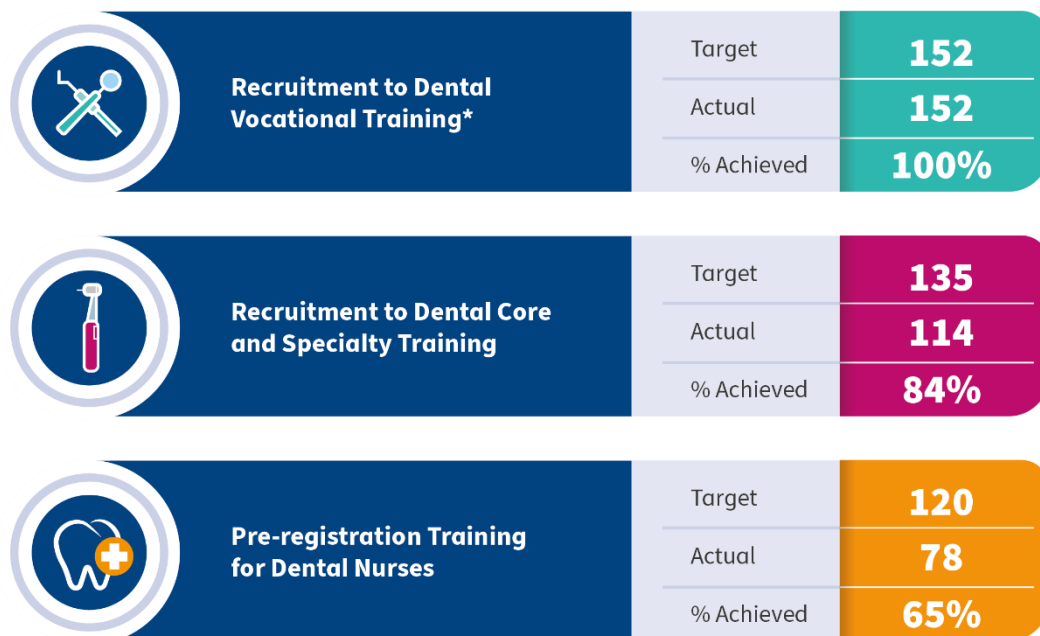 Recruitment to Dental
Vocational Training*
Target 152
Actual 152
% Achieved 100%
Recruitment to Dental Core
and Specialty Training
Target 135
Actual 114
% Achieved 84%
Pre-registration Training
for Dental Nurses
Target 120
Actual 78
% Achieved 65%